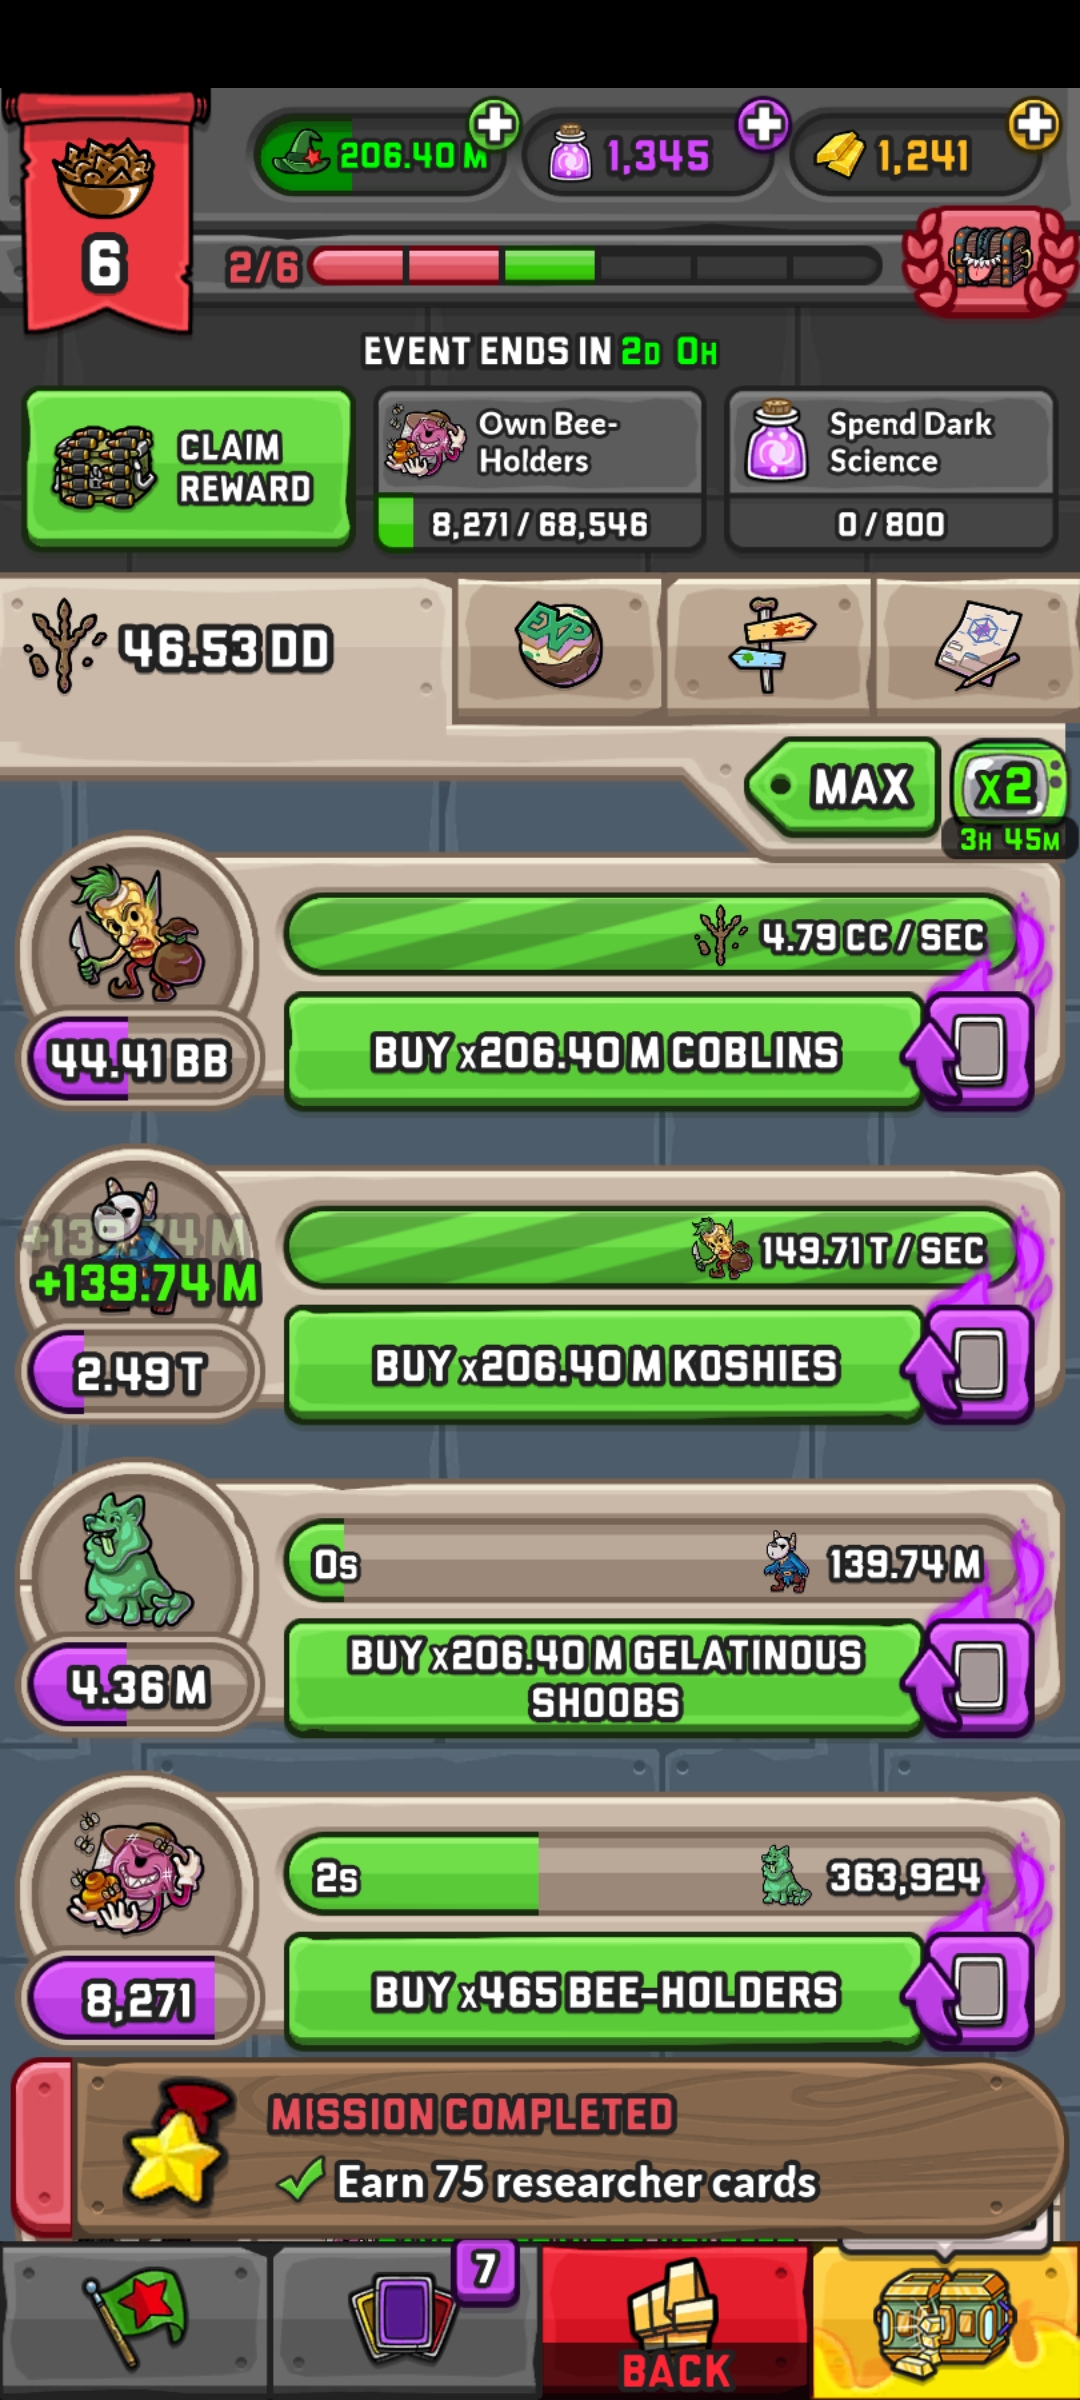 206.40 M
1,345
1,241
6
2/6
EVENT ENDS IN 2D 0H
CLAIM
REWARD
Own Bee-
Holders
8,271 / 68,546
Spend Dark
Science
0 / 800
46.53 DD
EXP
MAX
x2
3H 45M
4.79 CC / SEC
44.41 BB
BUY x206.40 M COBLINS
+139.74 M
+139.74 M
149.71 T / SEC
2.49 T
BUY x206.40 M KOSHIES
0s
139.74 M
4.36 M
BUY x206.40 M GELATINOUS
SHOOBS
2s
363,924
8,271
BUY x465 BEE-HOLDERS
MISSION COMPLETED
Earn 75 researcher cards
7
BACK